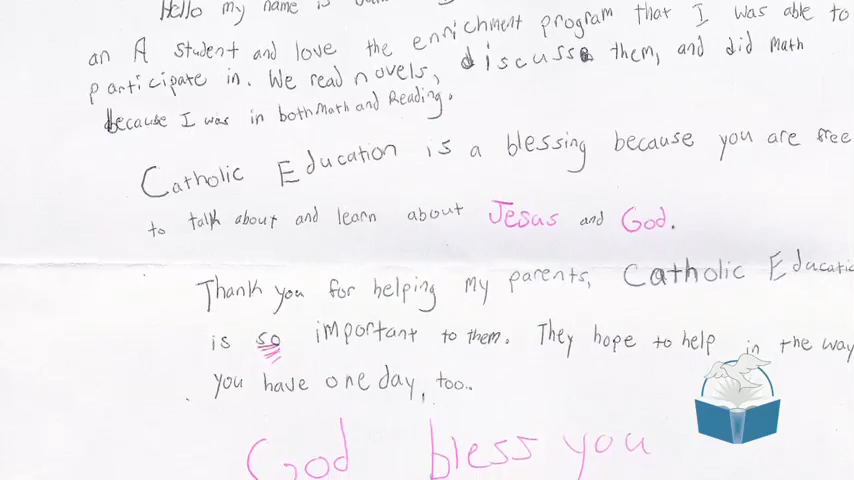 Hello my name is
an A student and love the enrichment program that I was able to
participate in. We read novels, discuss them, and did Math
because I was in both Math and Reading.
Catholic Education is a blessing because you are free
to talk about and learn about Jesus and God.
Thank you for helping my parents, Catholic Educatio
is so important to them. They hope to help in the way
you have one day, too..
God bless you